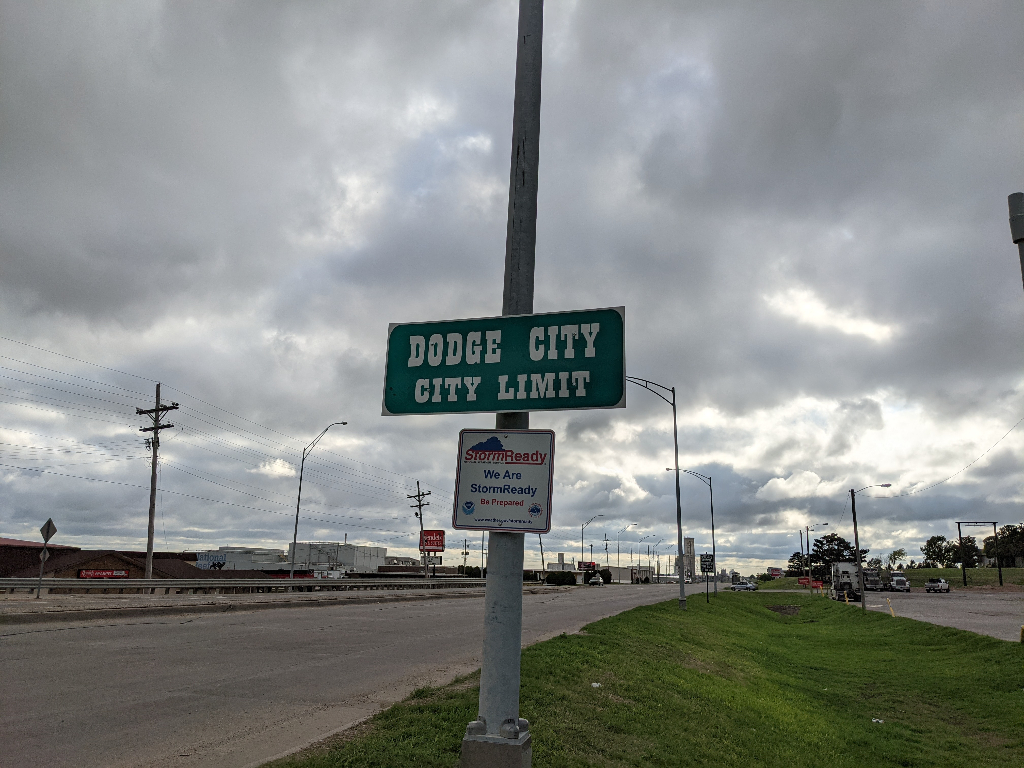 DODGE CITY
CITY LIMIT
StormReady
We Are
StormReady
Be Prepared